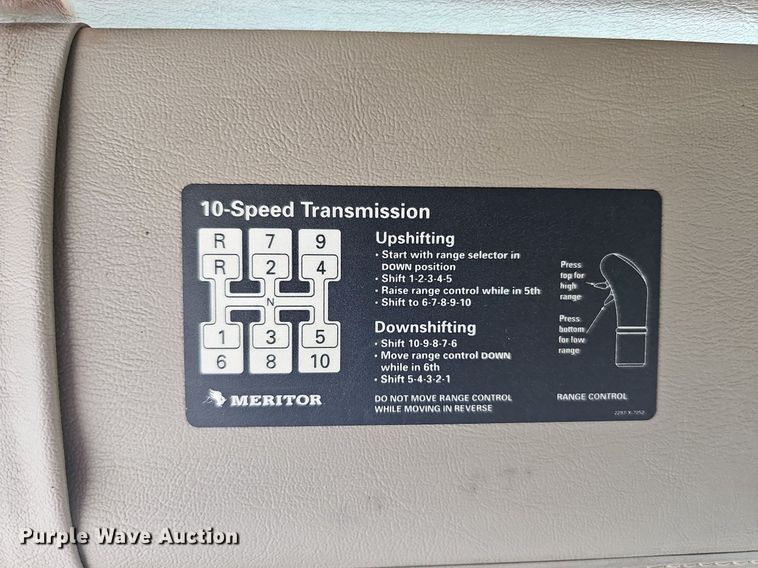 10-Speed Transmission
R 7 9
R 2 4
N
1 3 5
6 8 10
MERITOR
Upshifting
• Start with range selector in
DOWN position
• Shift 1-2-3-4-5
• Raise range control while in 5th
• Shift to 6-7-8-9-10
Downshifting
• Shift 10-9-8-7-6
• Move range control DOWN
while in 6th
• Shift 5-4-3-2-1
DO NOT MOVE RANGE CONTROL
WHILE MOVING IN REVERSE
Press
top for
high
range
Press
bottom
for low
range
RANGE CONTROL
Purple Wave Auction